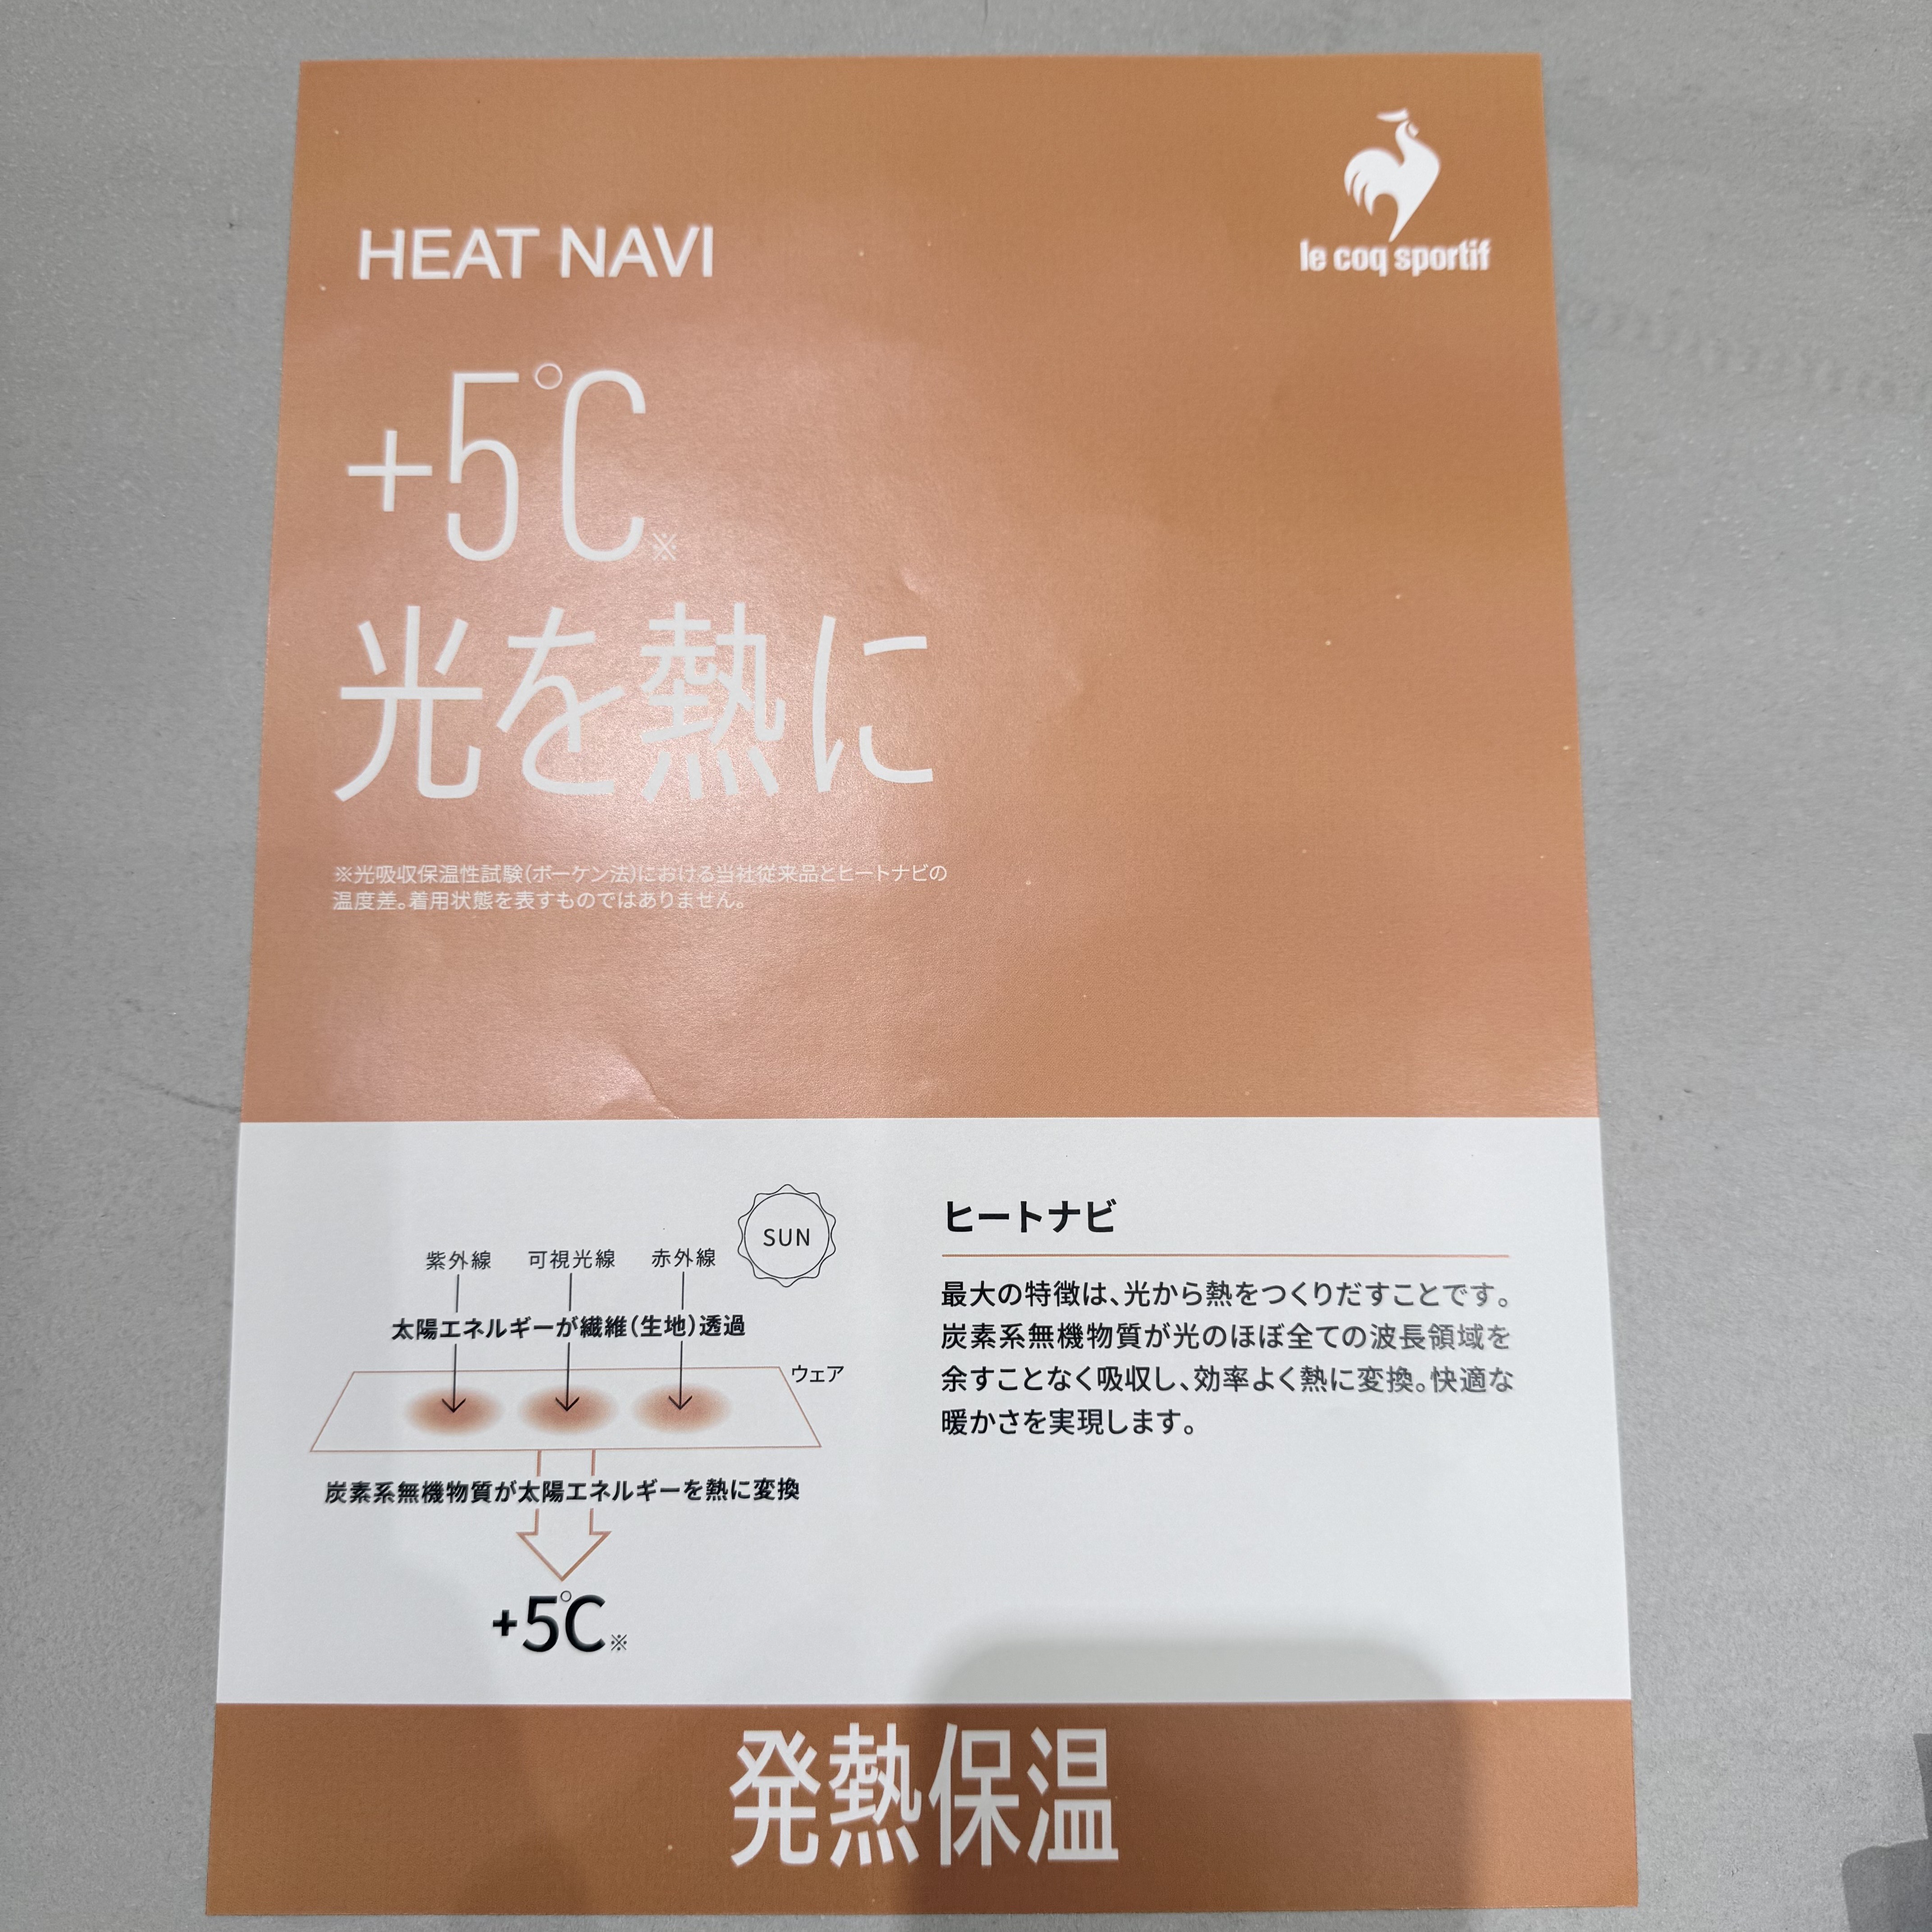 le coq sportif
HEAT NAVI
+5℃※
光を熱に
※光吸収保温性試験(ボーケン法)における当社従来品とヒートナビの
温度差。着用状態を表すものではありません。
SUN
紫外線 可視光線 赤外線
太陽エネルギーが繊維(生地)透過
ウェア
炭素系無機物質が太陽エネルギーを熱に変換
+5℃※
ヒートナビ
最大の特徴は、光から熱をつくりだすことです。
炭素系無機物質が光のほぼ全ての波長領域を
余すことなく吸収し、効率よく熱に変換。快適な
暖かさを実現します。
発熱保温